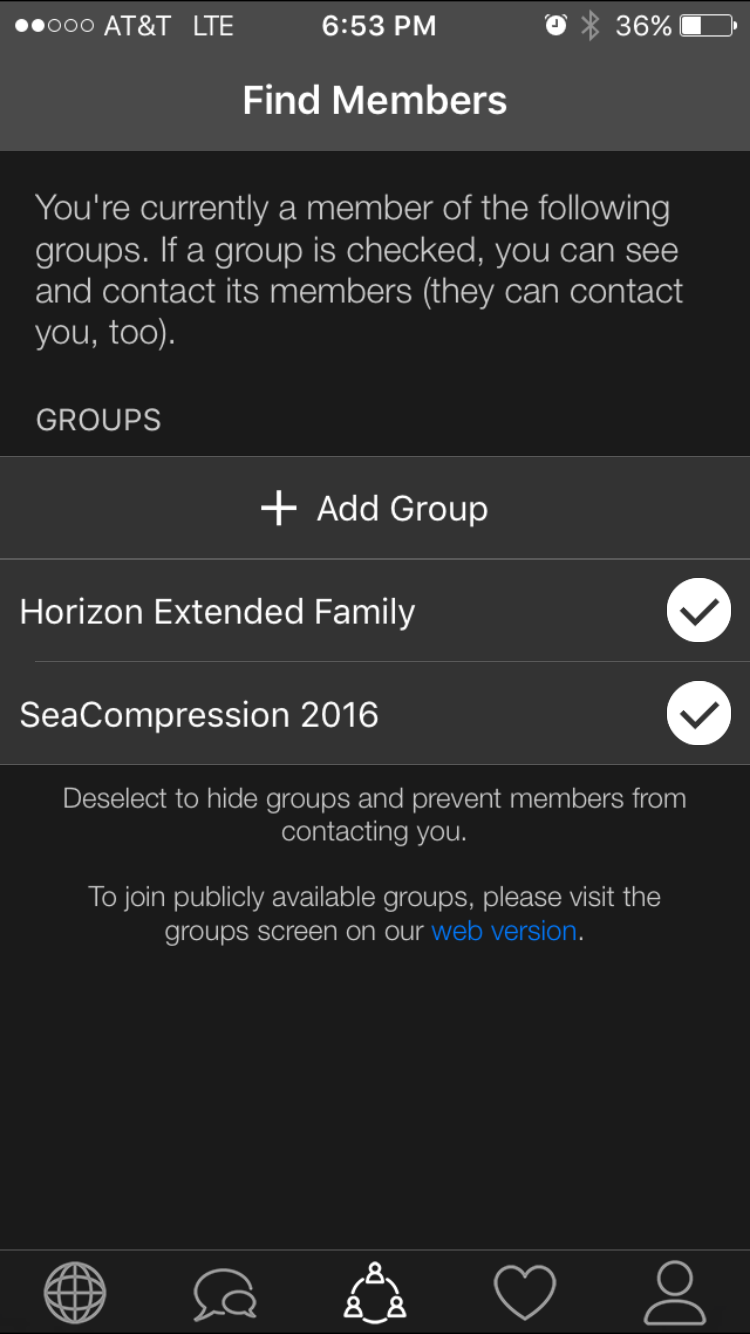 AT&T LTE 6:53 PM 36%
Find Members
You're currently a member of the following
groups. If a group is checked, you can see
and contact its members (they can contact
you, too).
GROUPS
+ Add Group
Horizon Extended Family
SeaCompression 2016
Deselect to hide groups and prevent members from
contacting you.
To join publicly available groups, please visit the
groups screen on our web version.